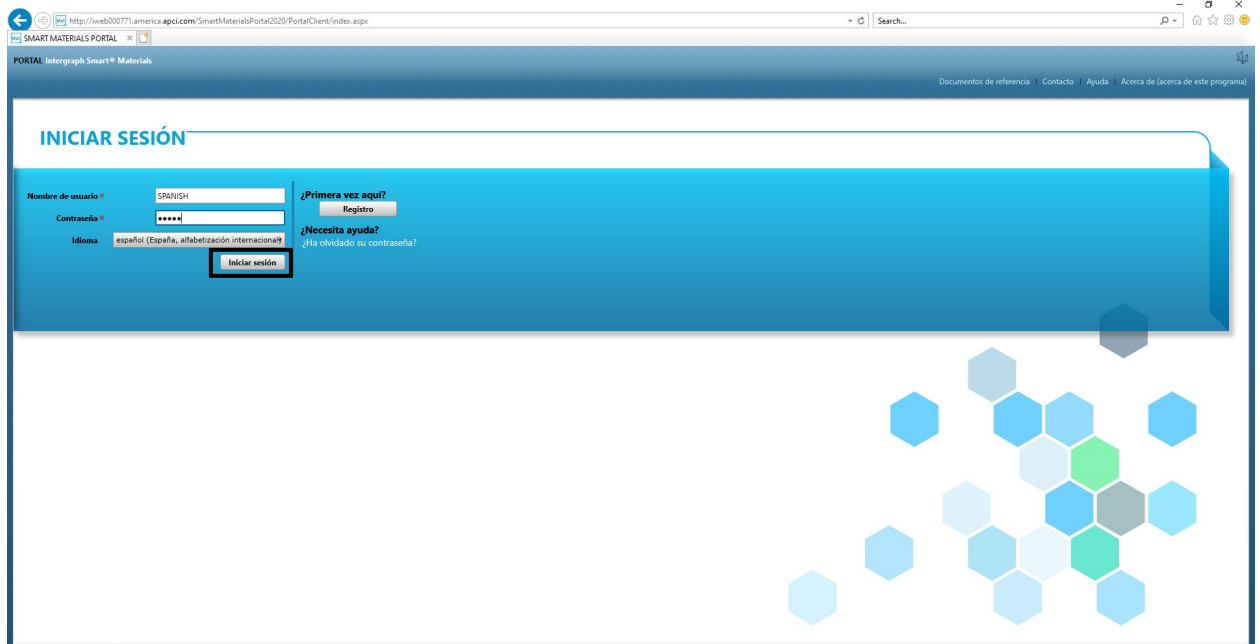 http://iweb000771.america.apci.com/SmartMaterialsPortal2020/PortalClient/index.aspx
Search...
SMART MATERIALS PORTAL
PORTAL Intergraph Smart® Materials
Documentos de referencia | Contacto | Ayuda | Acerca de (acerca de este programa)
INICIAR SESIÓN
Nombre de usuario* SPANISH
Contraseña* •••••
Idioma español (España, alfabetización internacional)
Iniciar sesión
¿Primera vez aquí?
Registro
¿Necesita ayuda?
¿Ha olvidado su contraseña?